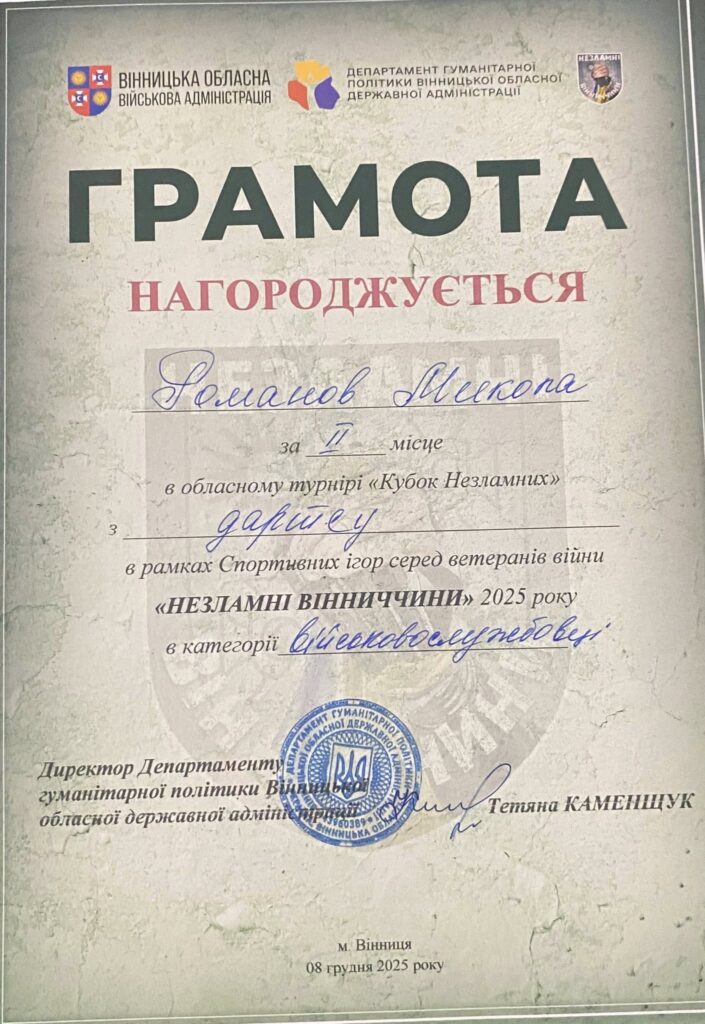 ВІННИЦЬКА ОБЛАСНА
ВІЙСЬКОВА АДМІНІСТРАЦІЯ
ДЕПАРТАМЕНТ ГУМАНІТАРНОЇ
ПОЛІТИКИ ВІННИЦЬКОЇ ОБЛАСНОЇ
ДЕРЖАВНОЇ АДМІНІСТРАЦІЇ
НЕЗЛАМНІ
ГРАМОТА
НАГОРОДЖУЄТЬСЯ
Романов Микола
за II місце
в обласному турнірі «Кубок Незламних»
з дартсу
в рамках Спортивних ігор серед ветеранів війни
«НЕЗЛАМНІ ВІННИЧЧИНИ» 2025 року
в категорії військовослужбовці
Директор Департаменту
гуманітарної політики Вінницької
обласної державної адміністрації
Тетяна КАМЕНЩУК
м. Вінниця
08 грудня 2025 року